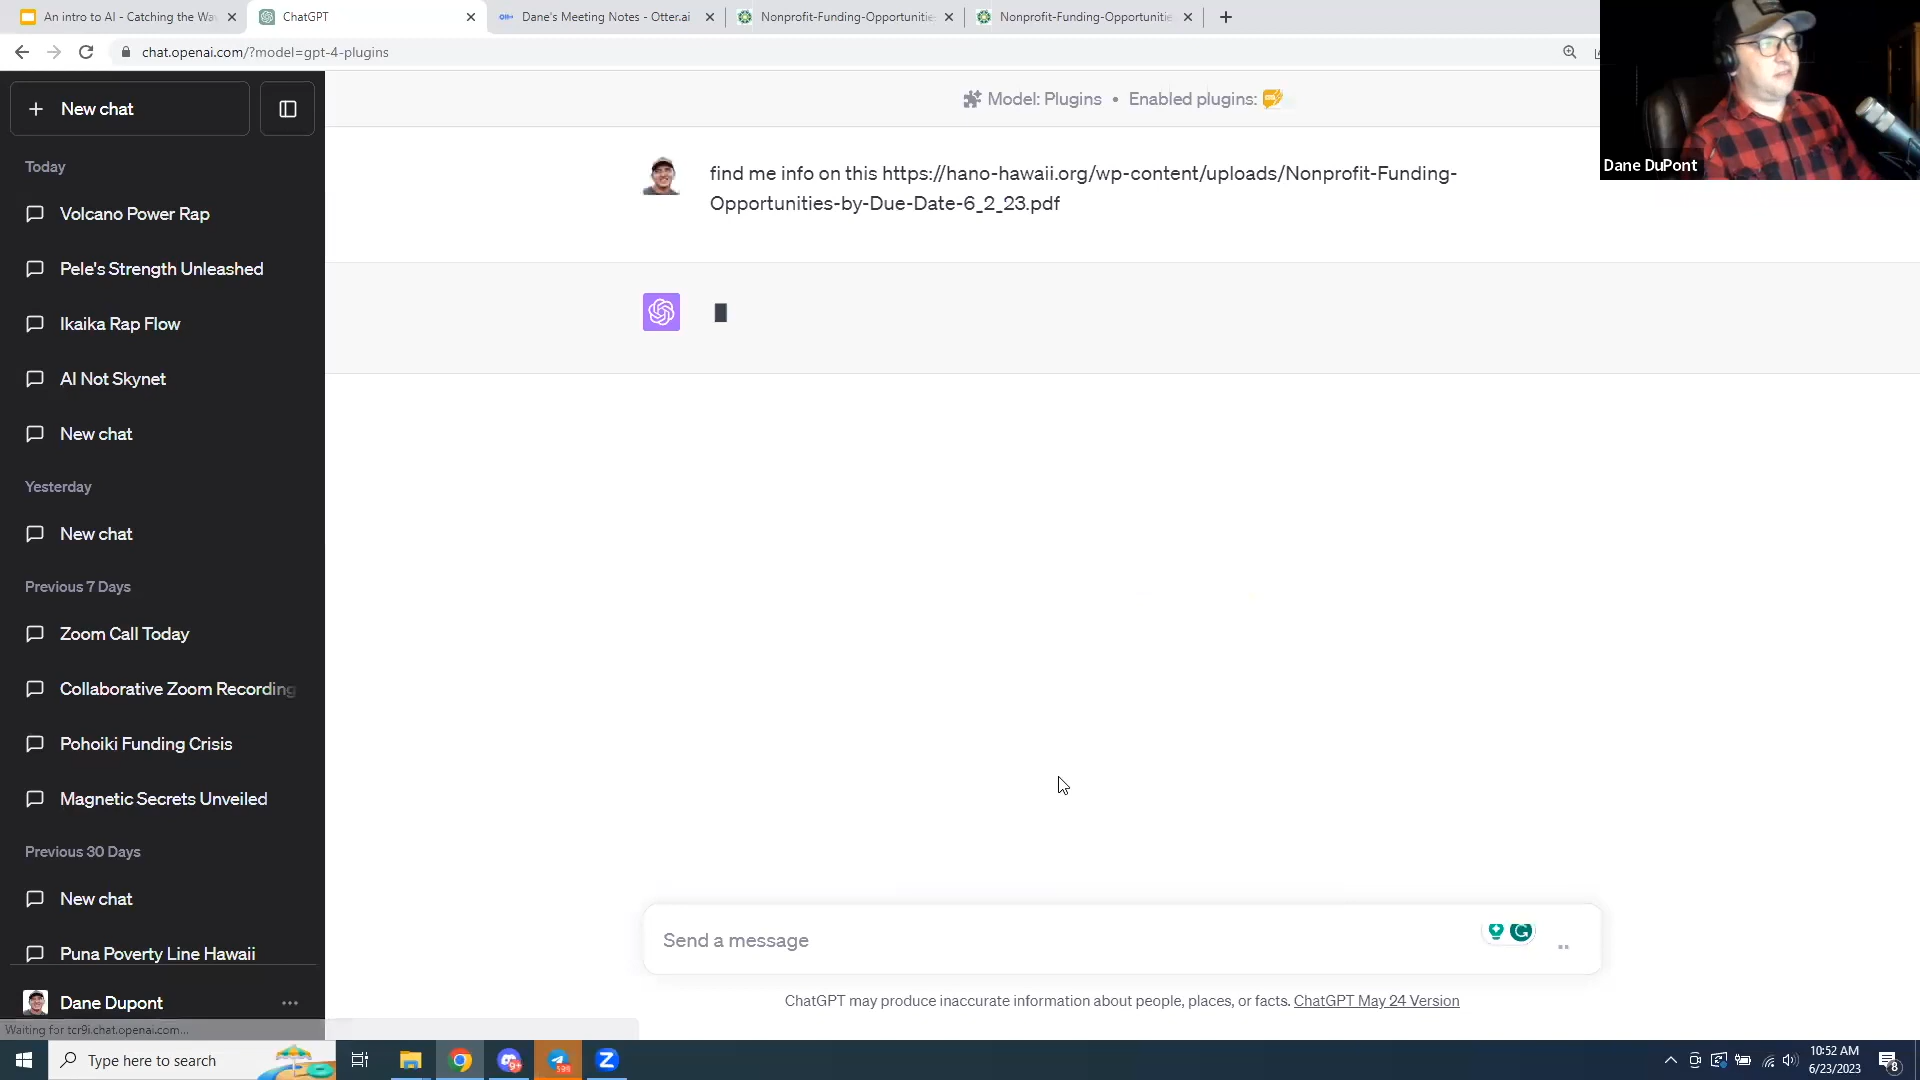 An intro to AI - Catching the Wa
ChatGPT
Dane's Meeting Notes - Otter.ai
Nonprofit-Funding-Opportunitie
Nonprofit-Funding-Opportunitie
chat.openai.com/?model=gpt-4-plugins
New chat
Model: Plugins • Enabled plugins:
Today
find me info on this https://hano-hawaii.org/wp-content/uploads/Nonprofit-Funding-
Opportunities-by-Due-Date-6_2_23.pdf
Dane DuPont
Volcano Power Rap
Pele's Strength Unleashed
Ikaika Rap Flow
AI Not Skynet
New chat
Yesterday
New chat
Previous 7 Days
Zoom Call Today
Collaborative Zoom Recording
Pohoiki Funding Crisis
Magnetic Secrets Unveiled
Previous 30 Days
New chat
Puna Poverty Line Hawaii
Dane Dupont
Send a message
ChatGPT may produce inaccurate information about people, places, or facts. ChatGPT May 24 Version
Waiting for tcr9i.chat.openai.com...
Type here to search
10:52 AM
6/23/2023
8